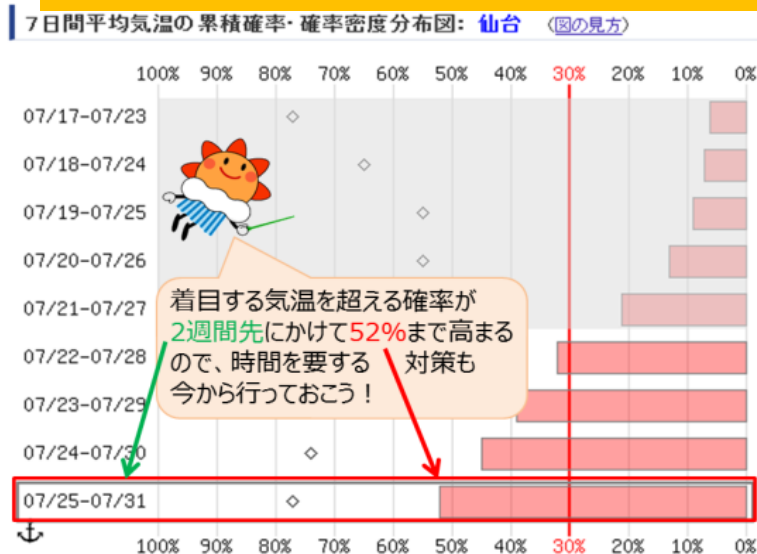 7日間平均気温の累積確率・確率密度分布図: 仙台 (図の見方)
100% 90% 80% 70% 60% 50% 40% 30% 20% 10% 0%
07/17-07/23
07/18-07/24
07/19-07/25
07/20-07/26
07/21-07/27
07/22-07/28
07/23-07/29
07/24-07/30
07/25-07/31
着目する気温を超える確率が
2週間先にかけて52%まで高まる
ので、時間を要する 対策も
今から行っておこう!
100% 90% 80% 70% 60% 50% 40% 30% 20% 10% 0%